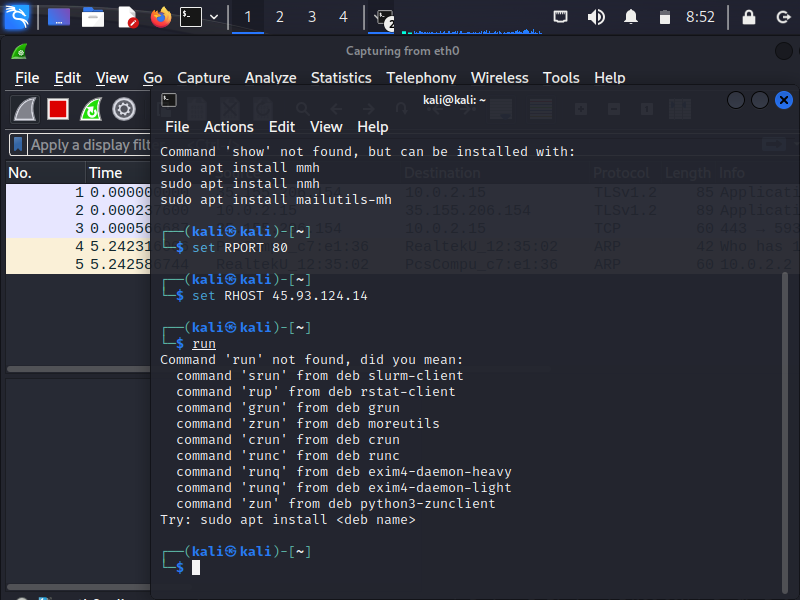 1 2 3 4 2 8:52
Capturing from eth0
File Edit View Go Capture Analyze Statistics Telephony Wireless Tools Help
kali@kali: ~
File Actions Edit View Help
Apply a display filt
No. Time Destination Protocol Length Info
1 0.00000 10.0.2.15 TLSv1.2 85 Applicati
2 0.00023 10.0.2.15 35.155.206.154 TLSv1.2 89 Applicati
3 0.00056 10.0.2.15 TCP 60 443 → 593
4 5.24231 RealtekU_12:35:02 ARP 42 Who has 1
5 5.242586744 RealtekU_12:35:02 PcsCompu_c7:e1:36 ARP 60 10.0.2.2
Command 'show' not found, but can be installed with:
sudo apt install mmh
sudo apt install nmh
sudo apt install mailutils-mh
┌──(kali㉿kali)-[~]
└─$ set RPORT 80
┌──(kali㉿kali)-[~]
└─$ set RHOST 45.93.124.14
┌──(kali㉿kali)-[~]
└─$ run
Command 'run' not found, did you mean:
command 'srun' from deb slurm-client
command 'rup' from deb rstat-client
command 'grun' from deb grun
command 'zrun' from deb moreutils
command 'crun' from deb crun
command 'runc' from deb runc
command 'runq' from deb exim4-daemon-heavy
command 'runq' from deb exim4-daemon-light
command 'zun' from deb python3-zunclient
Try: sudo apt install <deb name>
┌──(kali㉿kali)-[~]
└─$